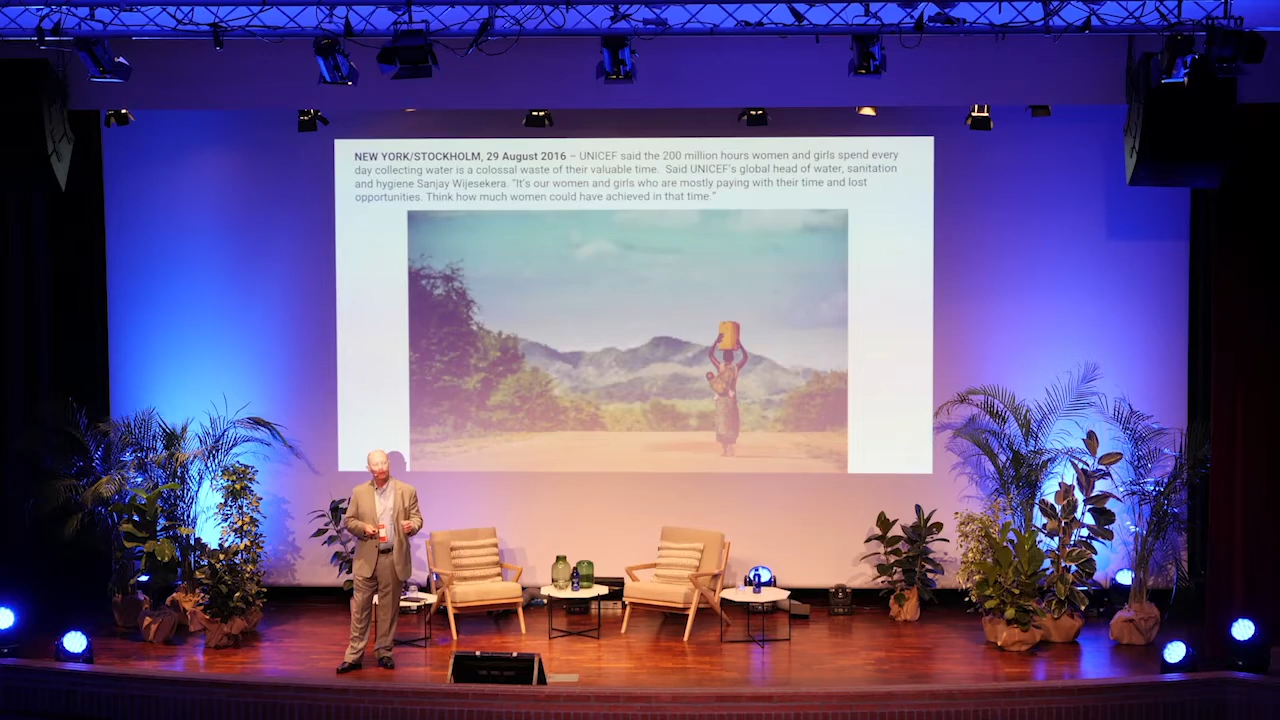 NEW YORK/STOCKHOLM, 29 August 2016 – UNICEF said the 200 million hours women and girls spend every
day collecting water is a colossal waste of their valuable time.  Said UNICEF's global head of water, sanitation
and hygiene Sanjay Wijesekera. "It's our women and girls who are mostly paying with their time and lost
opportunities. Think how much women could have achieved in that time."